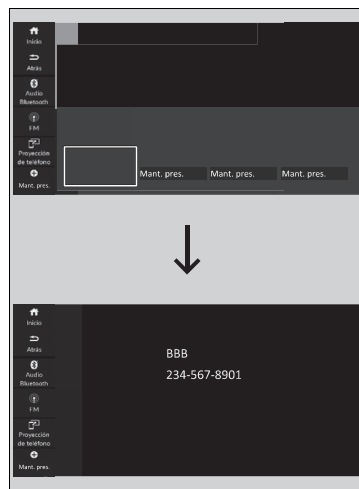 Inicio
Atrás
Audio
Bluetooth
FM
Proyección
de teléfono
Mant. pres.
Mant. pres. Mant. pres. Mant. pres.
Inicio
Atrás
Audio
Bluetooth
FM
Proyección
de teléfono
Mant. pres.
BBB
234-567-8901